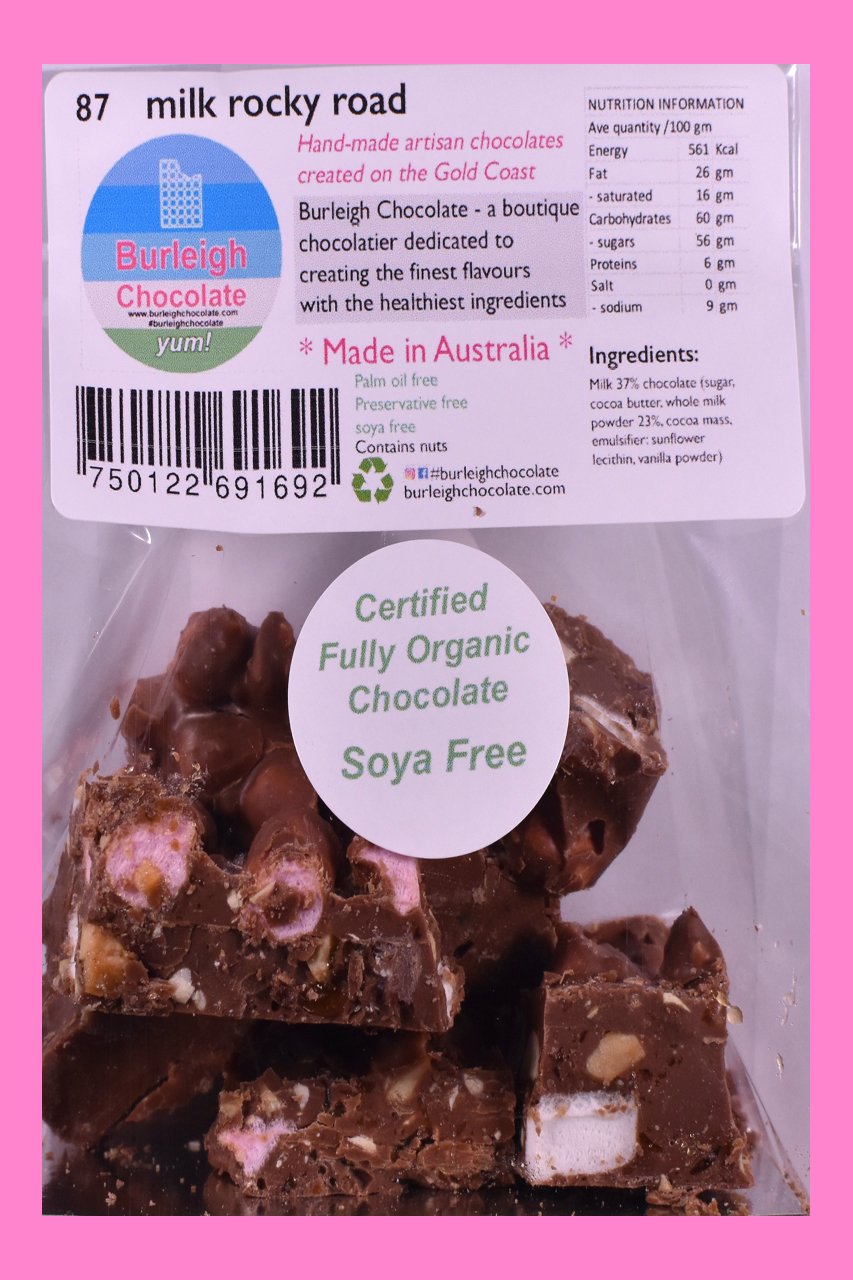 87 milk rocky road
Burleigh
Chocolate
www.burleighchocolate.com
#burleighchocolate
yum!
Hand-made artisan chocolates
created on the Gold Coast
Burleigh Chocolate - a boutique
chocolatier dedicated to
creating the finest flavours
with the healthiest ingredients
* Made in Australia *
Palm oil free
Preservative free
soya free
Contains nuts
#burleighchocolate
burleighchocolate.com
750122 691692
NUTRITION INFORMATION
Ave quantity /100 gm
Energy 561 Kcal
Fat 26 gm
- saturated 16 gm
Carbohydrates 60 gm
- sugars 56 gm
Proteins 6 gm
Salt 0 gm
- sodium 9 gm
Ingredients:
Milk 37% chocolate (sugar,
cocoa butter, whole milk
powder 23%, cocoa mass,
emulsifier: sunflower
lecithin, vanilla powder)
Certified
Fully Organic
Chocolate
Soya Free